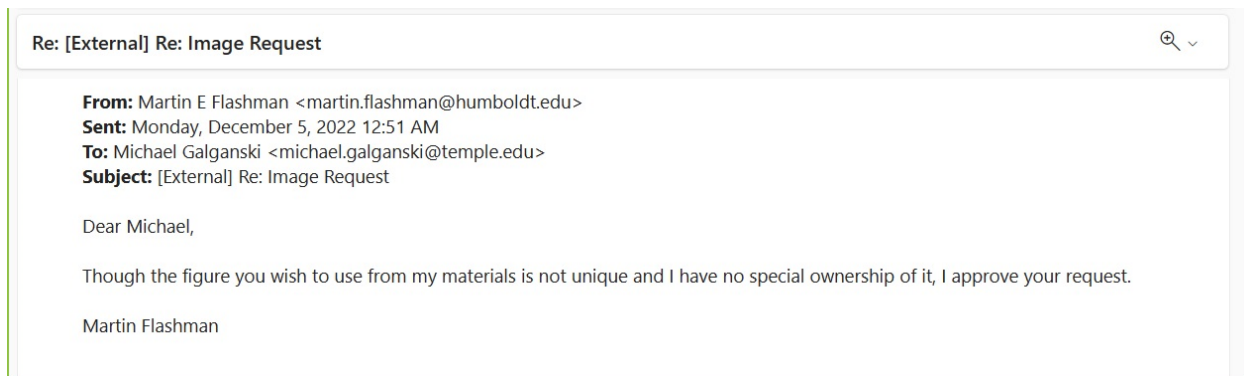 Re: [External] Re: Image Request
From: Martin E Flashman <martin.flashman@humboldt.edu>
Sent: Monday, December 5, 2022 12:51 AM
To: Michael Galganski <michael.galganski@temple.edu>
Subject: [External] Re: Image Request
Dear Michael,
Though the figure you wish to use from my materials is not unique and I have no special ownership of it, I approve your request.
Martin Flashman